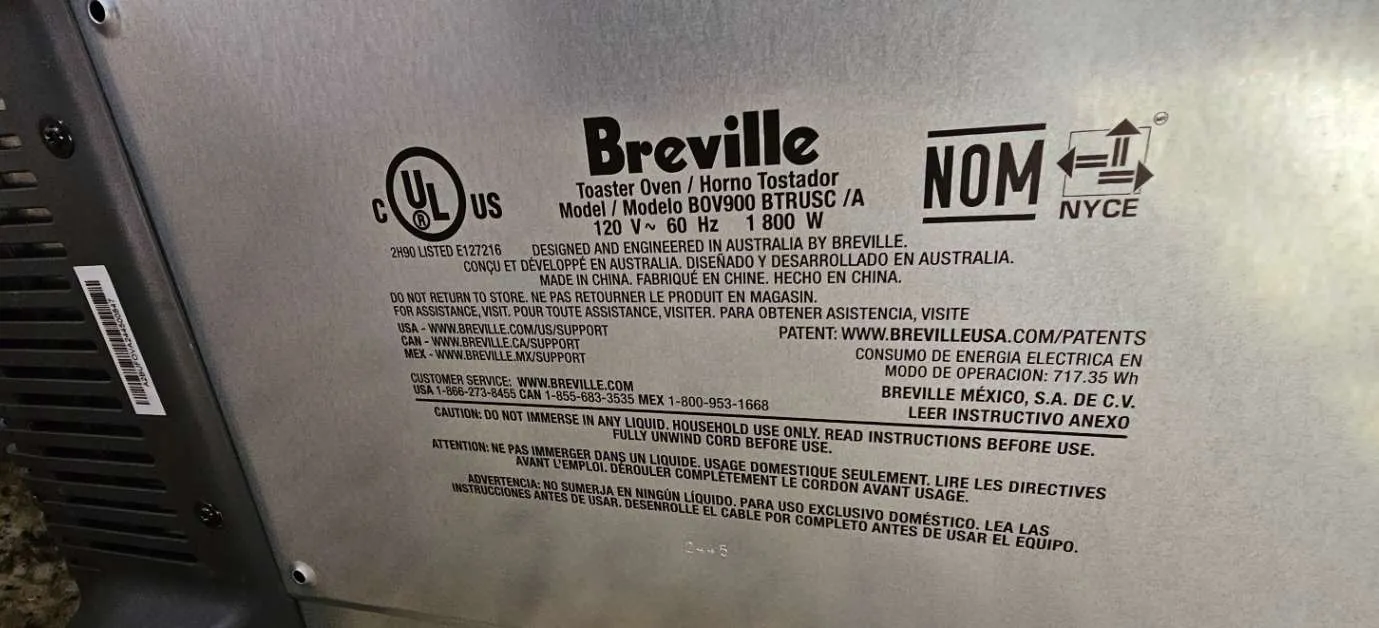 Breville
Toaster Oven / Horno Tostador
Model / Modelo BOV900 BTRUSC /A
120 V~ 60 Hz 1 800 W
C UL ® US
NOM
NYCE
2H90 LISTED E127216
DESIGNED AND ENGINEERED IN AUSTRALIA BY BREVILLE.
CONÇU ET DÉVELOPPÉ EN AUSTRALIA. DISEÑADO Y DESARROLLADO EN AUSTRALIA.
MADE IN CHINA. FABRIQUÉ EN CHINE. HECHO EN CHINA.
DO NOT RETURN TO STORE. NE PAS RETOURNER LE PRODUIT EN MAGASIN.
FOR ASSISTANCE, VISIT. POUR TOUTE ASSISTANCE, VISITER. PARA OBTENER ASISTENCIA, VISITE
USA - WWW.BREVILLE.COM/US/SUPPORT
CAN - WWW.BREVILLE.CA/SUPPORT
MEX - WWW.BREVILLE.MX/SUPPORT
PATENT: WWW.BREVILLEUSA.COM/PATENTS
CONSUMO DE ENERGIA ELECTRICA EN
MODO DE OPERACION: 717.35 Wh
BREVILLE MÉXICO, S.A. DE C.V.
LEER INSTRUCTIVO ANEXO
CUSTOMER SERVICE: WWW.BREVILLE.COM
USA 1-866-273-8455 CAN 1-855-683-3535 MEX 1-800-953-1668
CAUTION: DO NOT IMMERSE IN ANY LIQUID. HOUSEHOLD USE ONLY. READ INSTRUCTIONS BEFORE USE.
FULLY UNWIND CORD BEFORE USE.
ATTENTION: NE PAS IMMERGER DANS UN LIQUIDE. USAGE DOMESTIQUE SEULEMENT. LIRE LES DIRECTIVES
AVANT L'EMPLOI. DÉROULER COMPLÈTEMENT LE CORDON AVANT USAGE.
ADVERTENCIA: NO SUMERJA EN NINGÚN LÍQUIDO. PARA USO EXCLUSIVO DOMÉSTICO. LEA LAS
INSTRUCCIONES ANTES DE USAR. DESENROLLE EL CABLE POR COMPLETO ANTES DE USAR EL EQUIPO.
2445